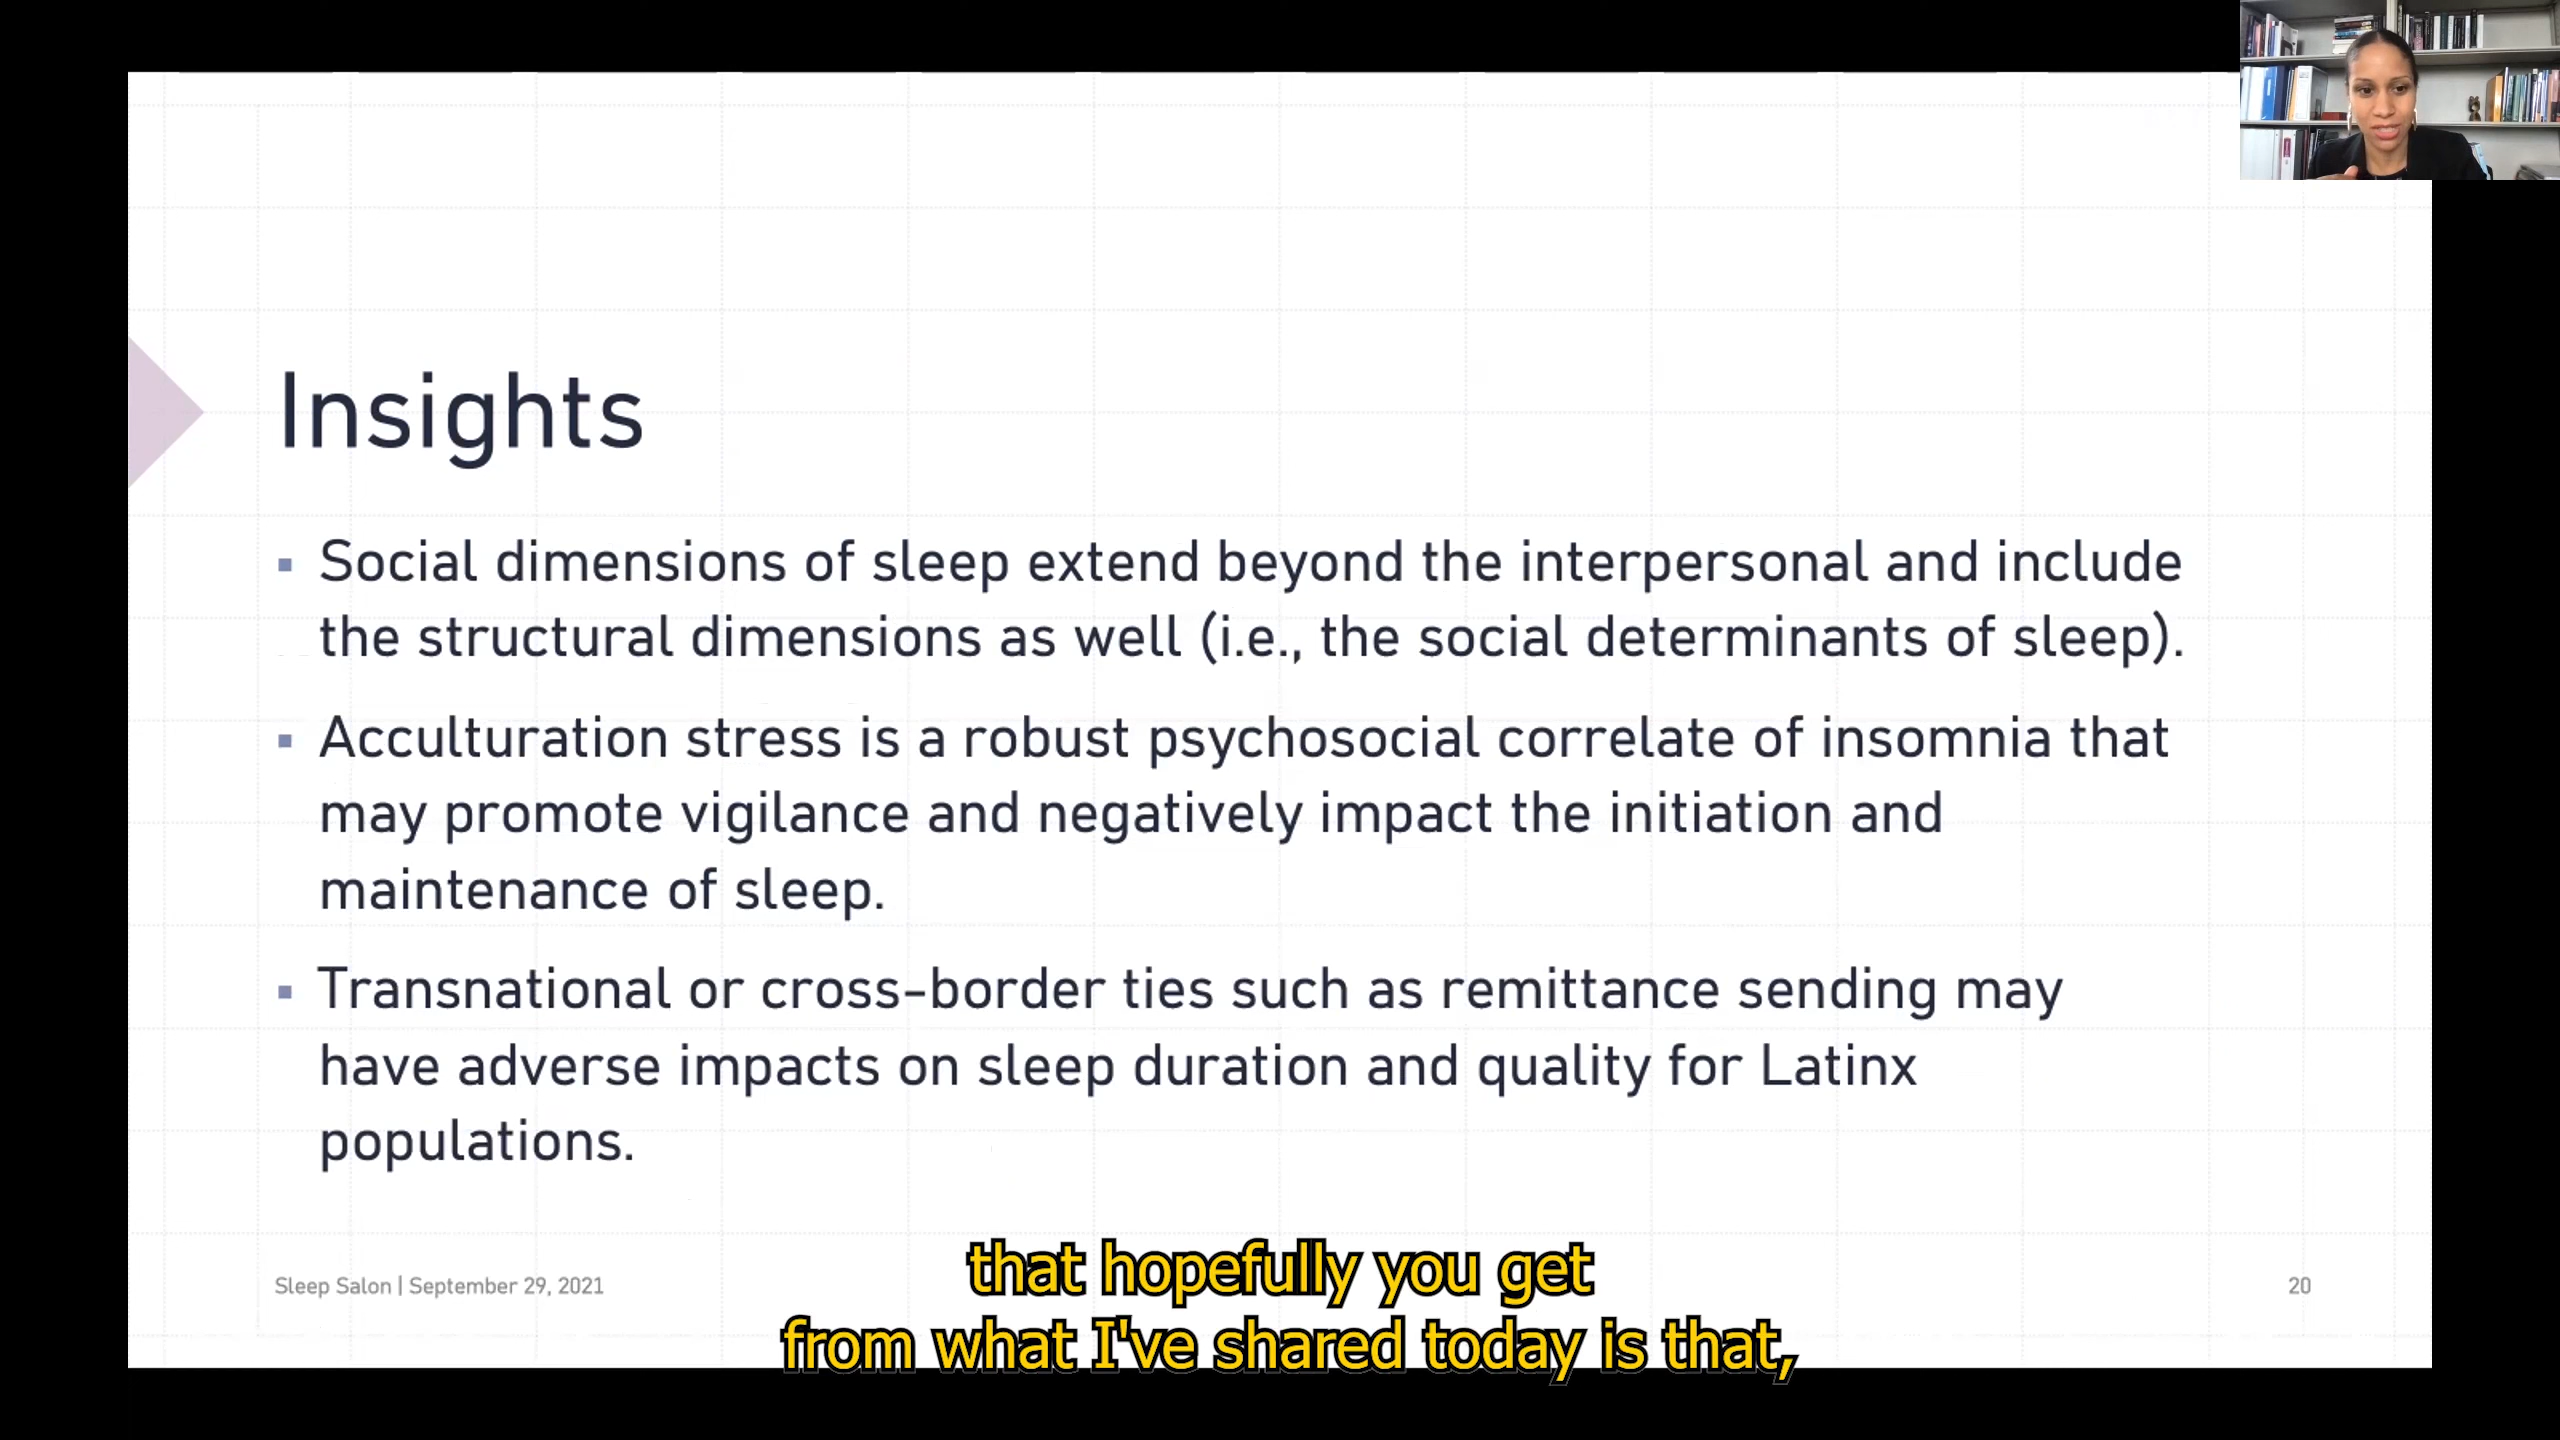 Insights
Social dimensions of sleep extend beyond the interpersonal and include
the structural dimensions as well (i.e., the social determinants of sleep).
Acculturation stress is a robust psychosocial correlate of insomnia that
may promote vigilance and negatively impact the initiation and
maintenance of sleep.
Transnational or cross-border ties such as remittance sending may
have adverse impacts on sleep duration and quality for Latinx
populations.
Sleep Salon | September 29, 2021
20
that hopefully you get
from what I've shared today is that,